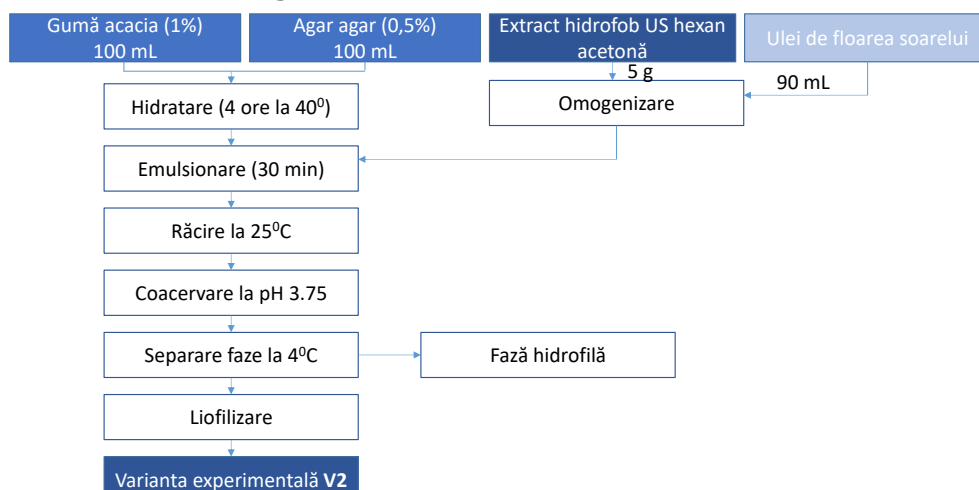 Gumă acacia (1%)
100 mL
Agar agar (0,5%)
100 mL
Extract hidrofob US hexan
acetonă
Ulei de floarea soarelui
5 g
90 mL
Hidratare (4 ore la 40⁰)
Omogenizare
Emulsionare (30 min)
Răcire la 25⁰C
Coacervare la pH 3.75
Separare faze la 4⁰C
Fază hidrofilă
Liofilizare
Varianta experimentală V2